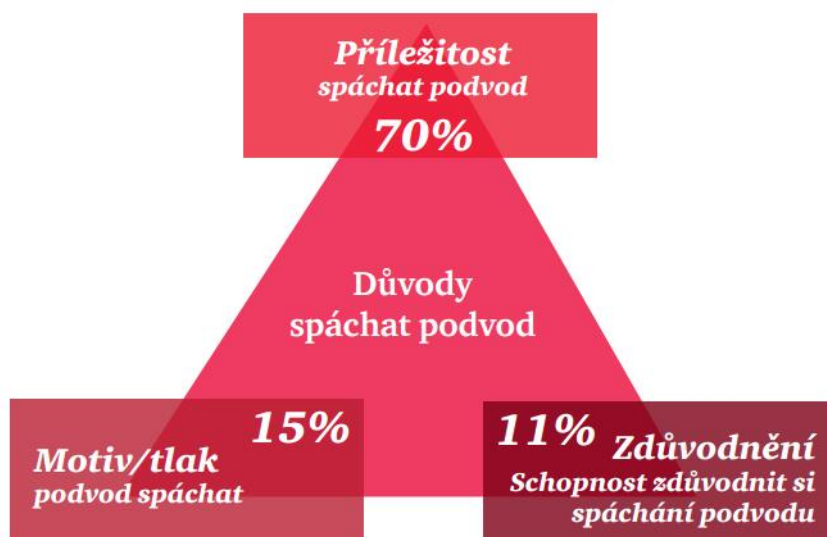 Příležitost
spáchat podvod
70%
Důvody
spáchat podvod
15%
Motiv/tlak
podvod spáchat
11% Zdůvodnění
Schopnost zdůvodnit si
spáchání podvodu